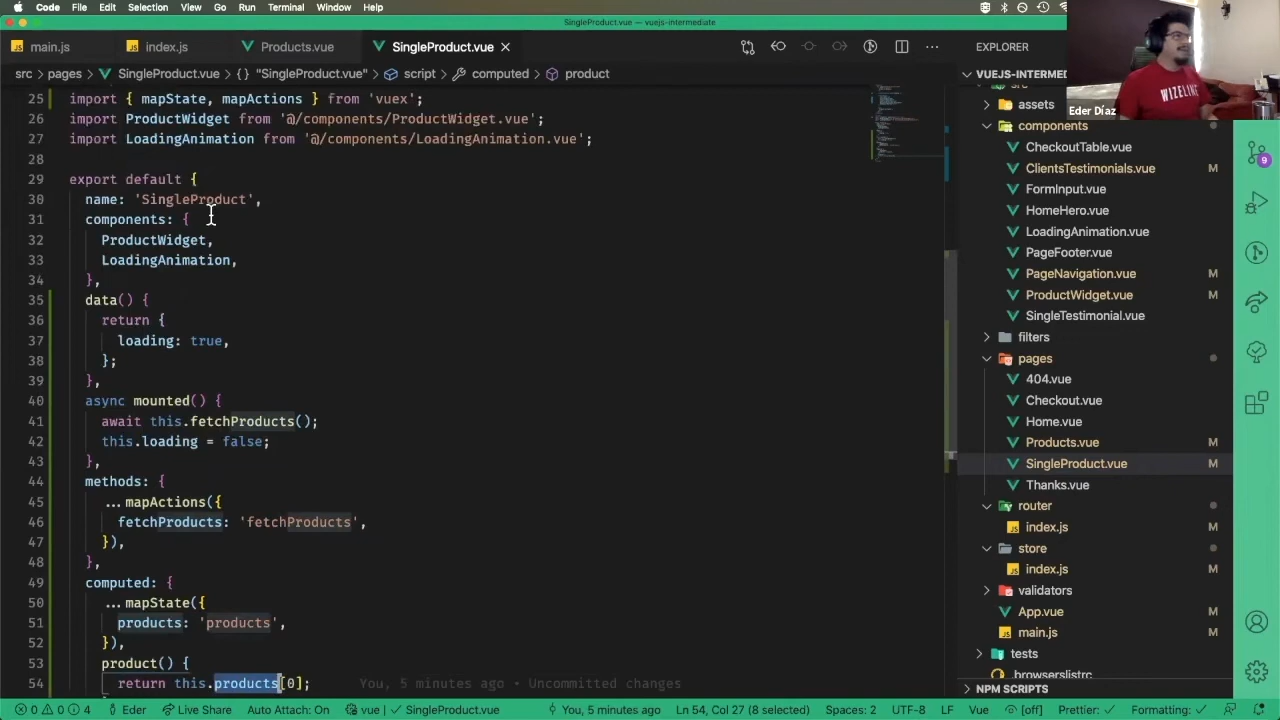 Code File Edit Selection View Go Run Terminal Window Help
SingleProduct.vue — vuejs-intermediate
main.js index.js Products.vue SingleProduct.vue
src > pages > SingleProduct.vue > {} "SingleProduct.vue" > script > computed > product
25 import { mapState, mapActions } from 'vuex';
26 import ProductWidget from '@/components/ProductWidget.vue';
27 import LoadingAnimation from '@/components/LoadingAnimation.vue';
28
29 export default {
30 name: 'SingleProduct',
31 components: {
32 ProductWidget,
33 LoadingAnimation,
34 },
35 data() {
36 return {
37 loading: true,
38 };
39 },
40 async mounted() {
41 await this.fetchProducts();
42 this.loading = false;
43 },
44 methods: {
45 ...mapActions({
46 fetchProducts: 'fetchProducts',
47 }),
48 },
49 computed: {
50 ...mapState({
51 products: 'products',
52 }),
53 product() {
54 return this.products[0]; You, 5 minutes ago • Uncommitted changes
EXPLORER
VUEJS-INTERMED
src
assets
components
CheckoutTable.vue
ClientsTestimonials.vue M
FormInput.vue
HomeHero.vue
LoadingAnimation.vue
PageFooter.vue
PageNavigation.vue M
ProductWidget.vue M
SingleTestimonial.vue
filters
pages
404.vue
Checkout.vue
Home.vue
Products.vue M
SingleProduct.vue M
Thanks.vue
router
index.js M
store
index.js M
validators
App.vue M
main.js M
tests
.browserslistrc
NPM SCRIPTS
WIZELINE
Eder Díaz
9
0 0 4 Eder Live Share Auto Attach: On vue | ✓ SingleProduct.vue You, 5 minutes ago Ln 54, Col 27 (8 selected) Spaces: 2 UTF-8 LF Vue [off] Prettier: ✓ Formatting: ✓